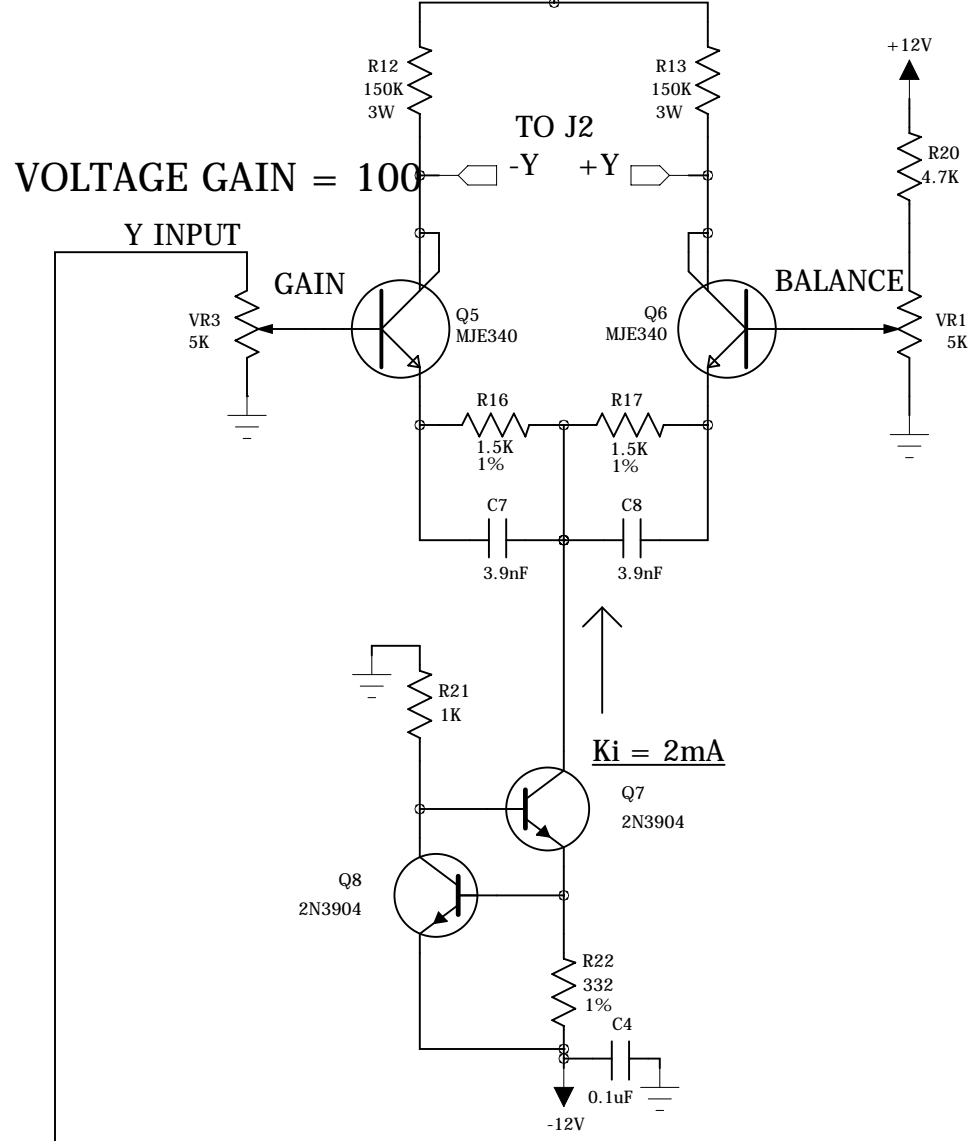 R12
150K
3W
R13
150K
3W
+12V
TO J2
-Y +Y
R20
4.7K
VOLTAGE GAIN = 100
Y INPUT
GAIN
BALANCE
VR3
5K
Q5
MJE340
Q6
MJE340
VR1
5K
R16
1.5K
1%
R17
1.5K
1%
C7
3.9nF
C8
3.9nF
R21
1K
Ki = 2mA
Q7
2N3904
Q8
2N3904
R22
332
1%
C4
0.1uF
-12V